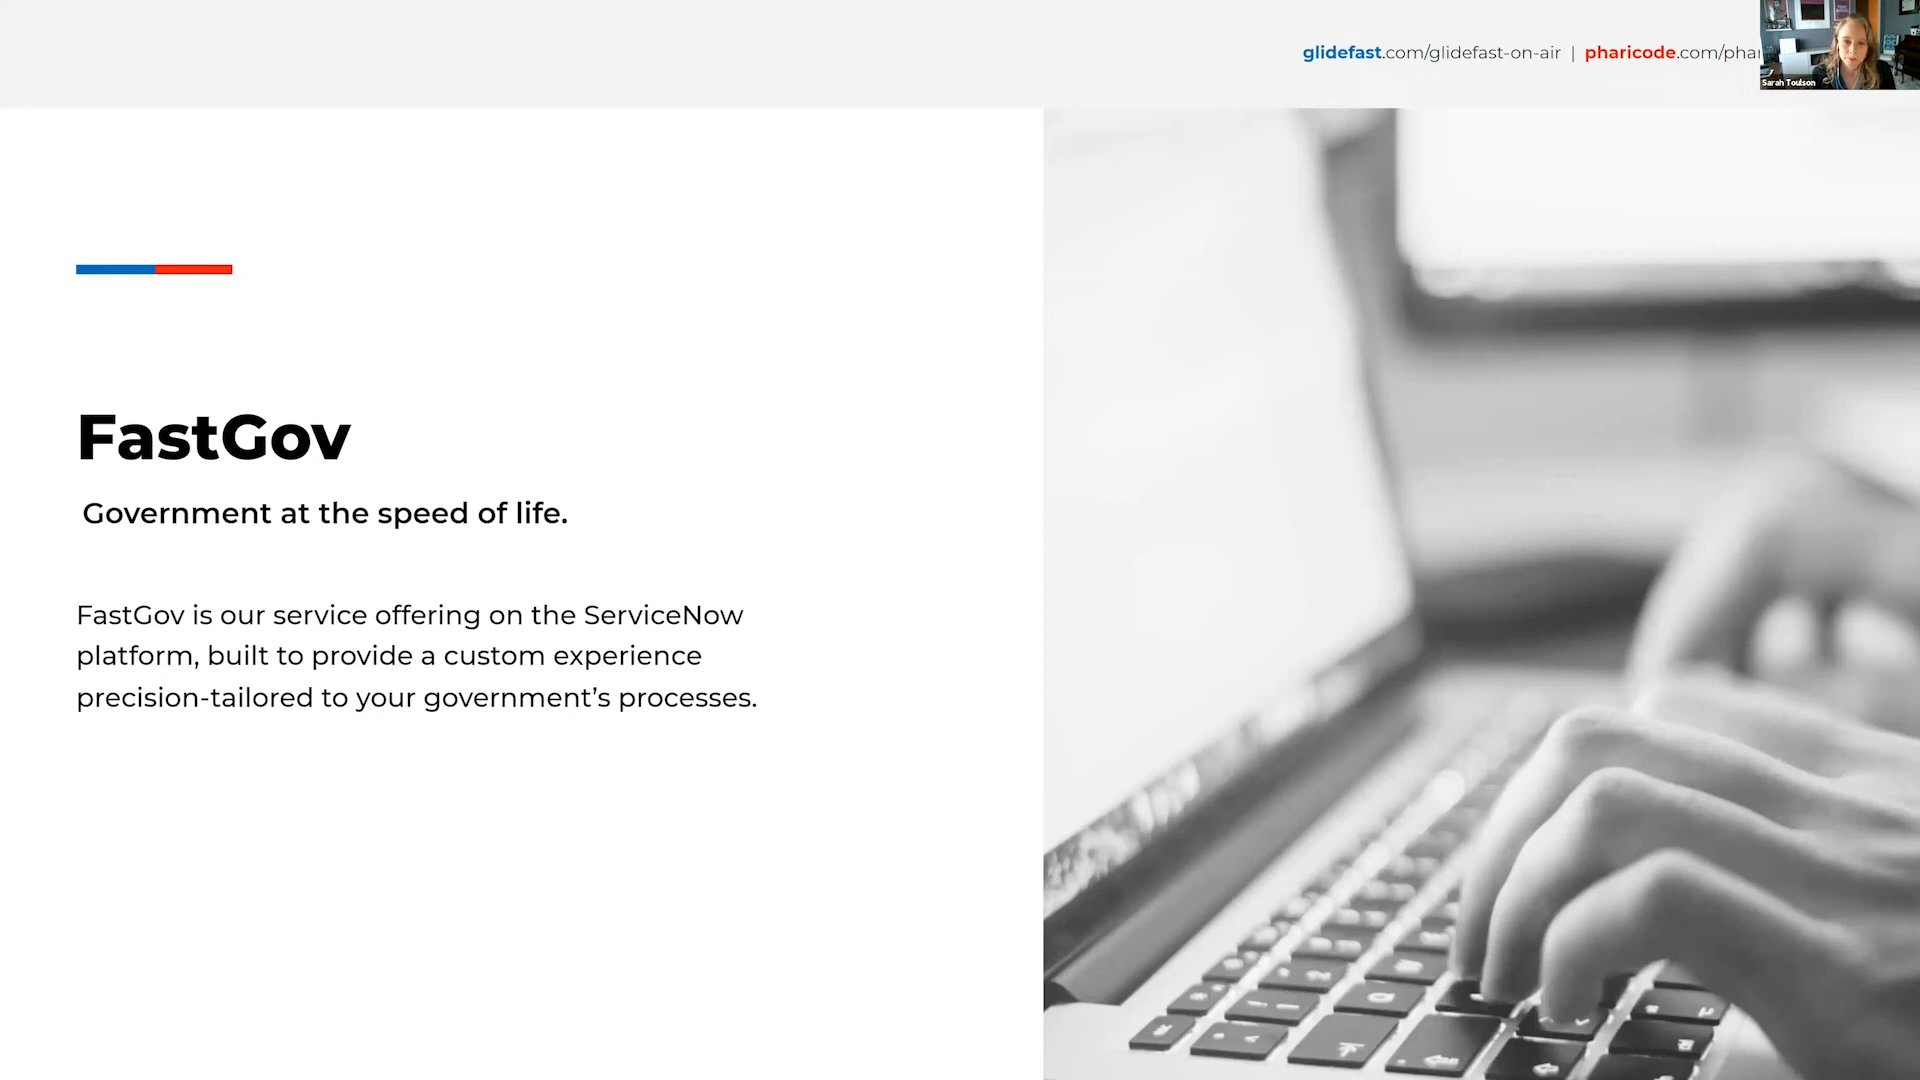 glidefast.com/glidefast-on-air | pharicode.com/phar
Sarah Toulson
FastGov
Government at the speed of life.
FastGov is our service offering on the ServiceNow
platform, built to provide a custom experience
precision-tailored to your government’s processes.